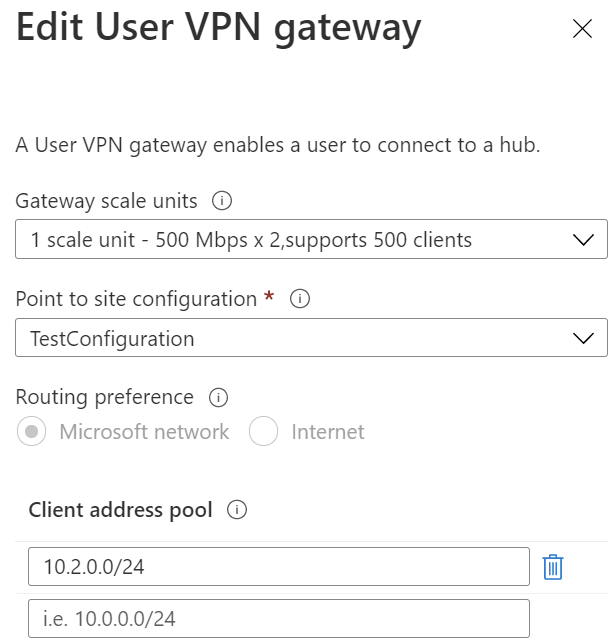 Edit User VPN gateway
A User VPN gateway enables a user to connect to a hub.
Gateway scale units
1 scale unit - 500 Mbps x 2,supports 500 clients
Point to site configuration *
TestConfiguration
Routing preference
Microsoft network Internet
Client address pool
10.2.0.0/24
i.e. 10.0.0.0/24